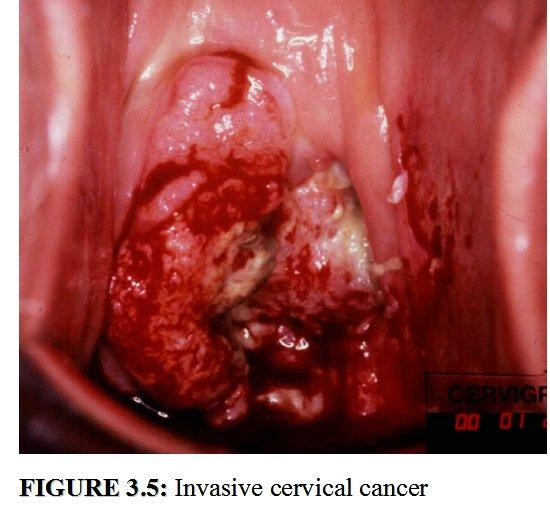 CERVIGR
00 01
FIGURE 3.5: Invasive cervical cancer